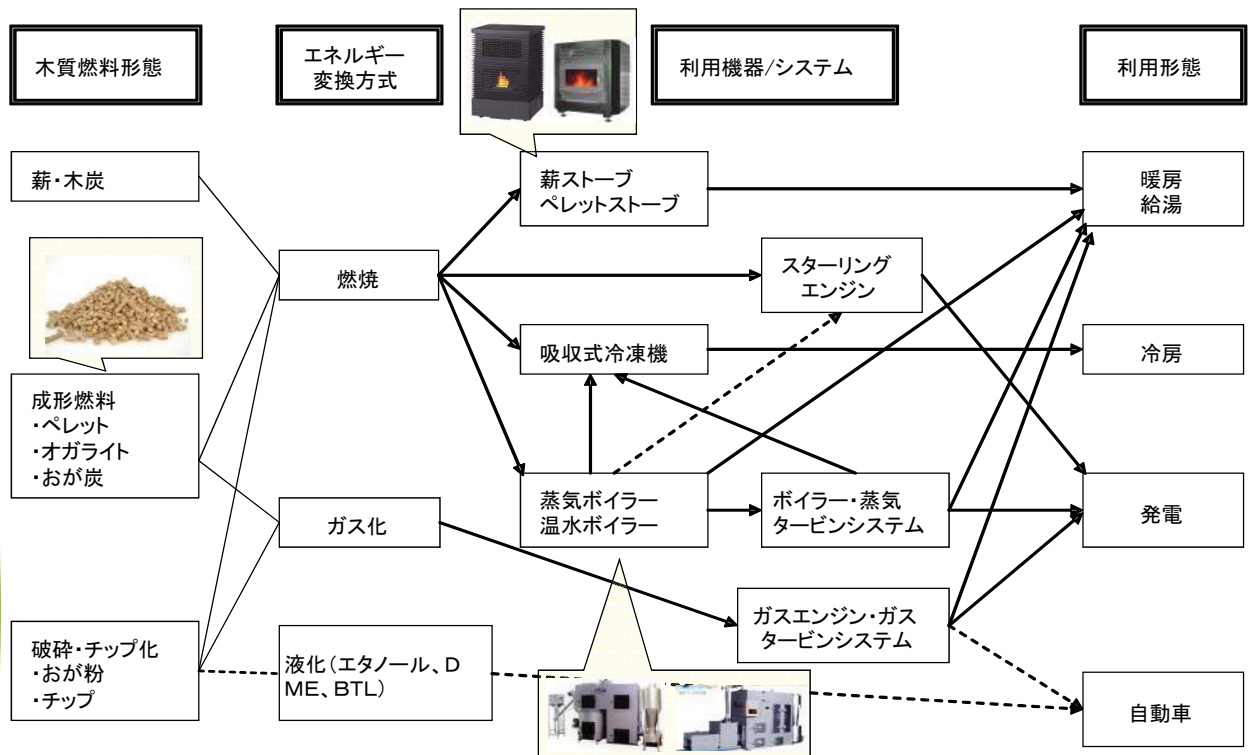 木質燃料形態
エネルギー
変換方式
利用機器/システム
利用形態
薪・木炭
薪ストーブ
ペレットストーブ
暖房
給湯
燃焼
スターリング
エンジン
吸収式冷凍機
冷房
成形燃料
・ペレット
・オガライト
・おが炭
ガス化
蒸気ボイラー
温水ボイラー
ボイラー・蒸気
タービンシステム
発電
破砕・チップ化
・おが粉
・チップ
液化(エタノール、D
ME、BTL)
ガスエンジン・ガス
タービンシステム
自動車